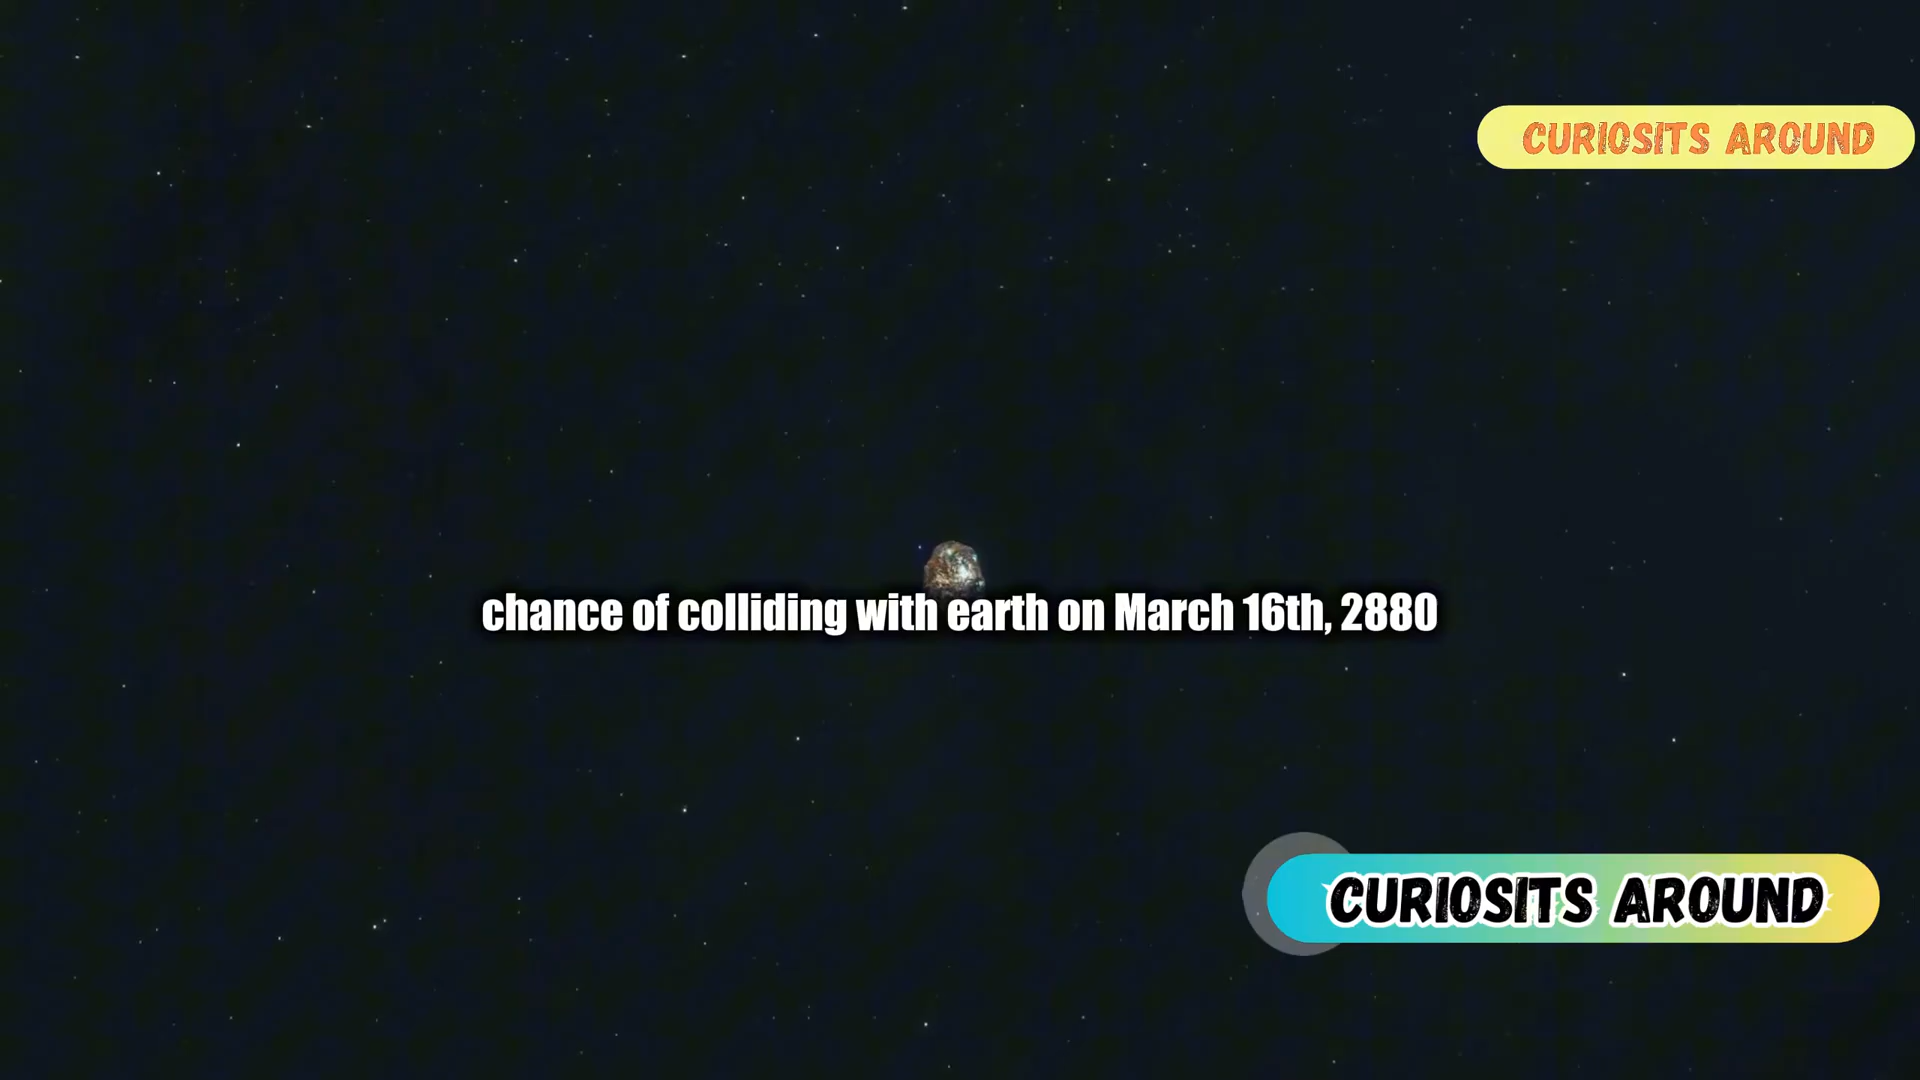 CURIOSITS AROUND
chance of colliding with earth on March 16th, 2880
CURIOSITS AROUND